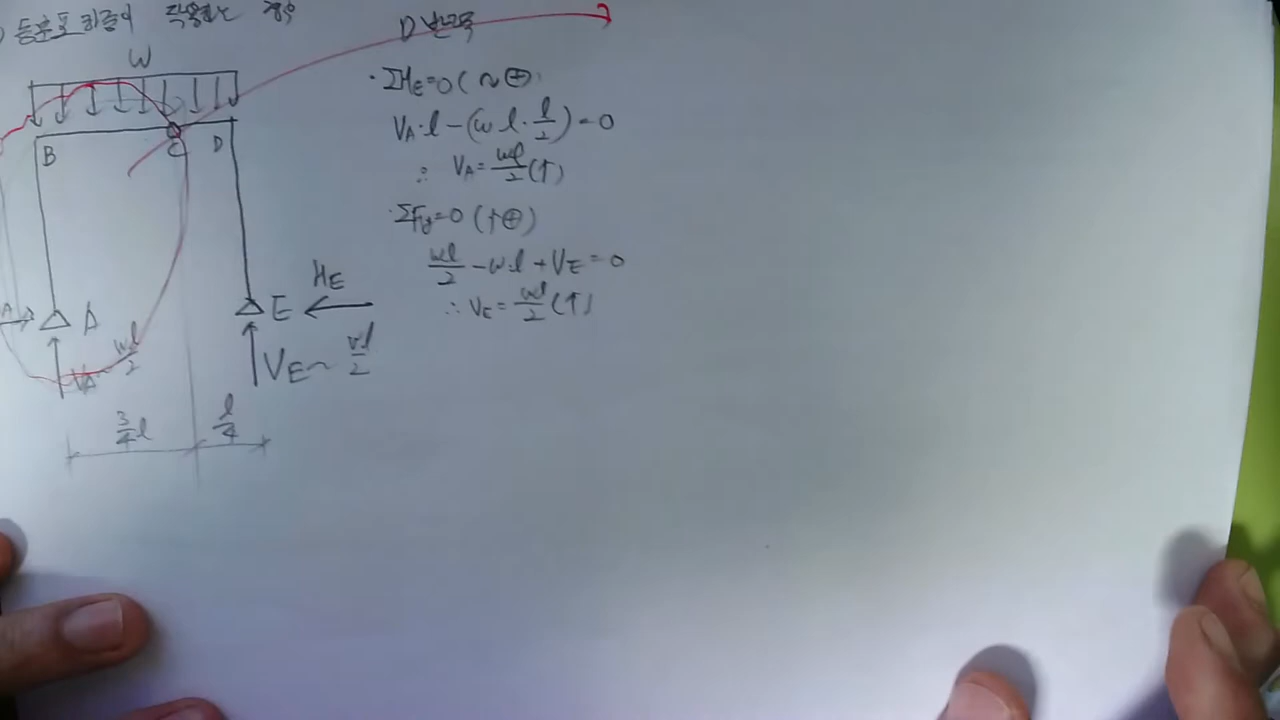 ) 등분포 하중이 작용하는 경우
W
B
C
D
A
E
H_E
V_A
wl/2
V_E ~ wl/2
3/4 l
l/4
① 반력
· ΣM_E=0 (↷⊕)
V_A·l - (w l · l/2) = 0
∴ V_A = wl/2 (↑)
· ΣF_y=0 (↑⊕)
wl/2 - w·l + V_E = 0
∴ V_E = wl/2 (↑)